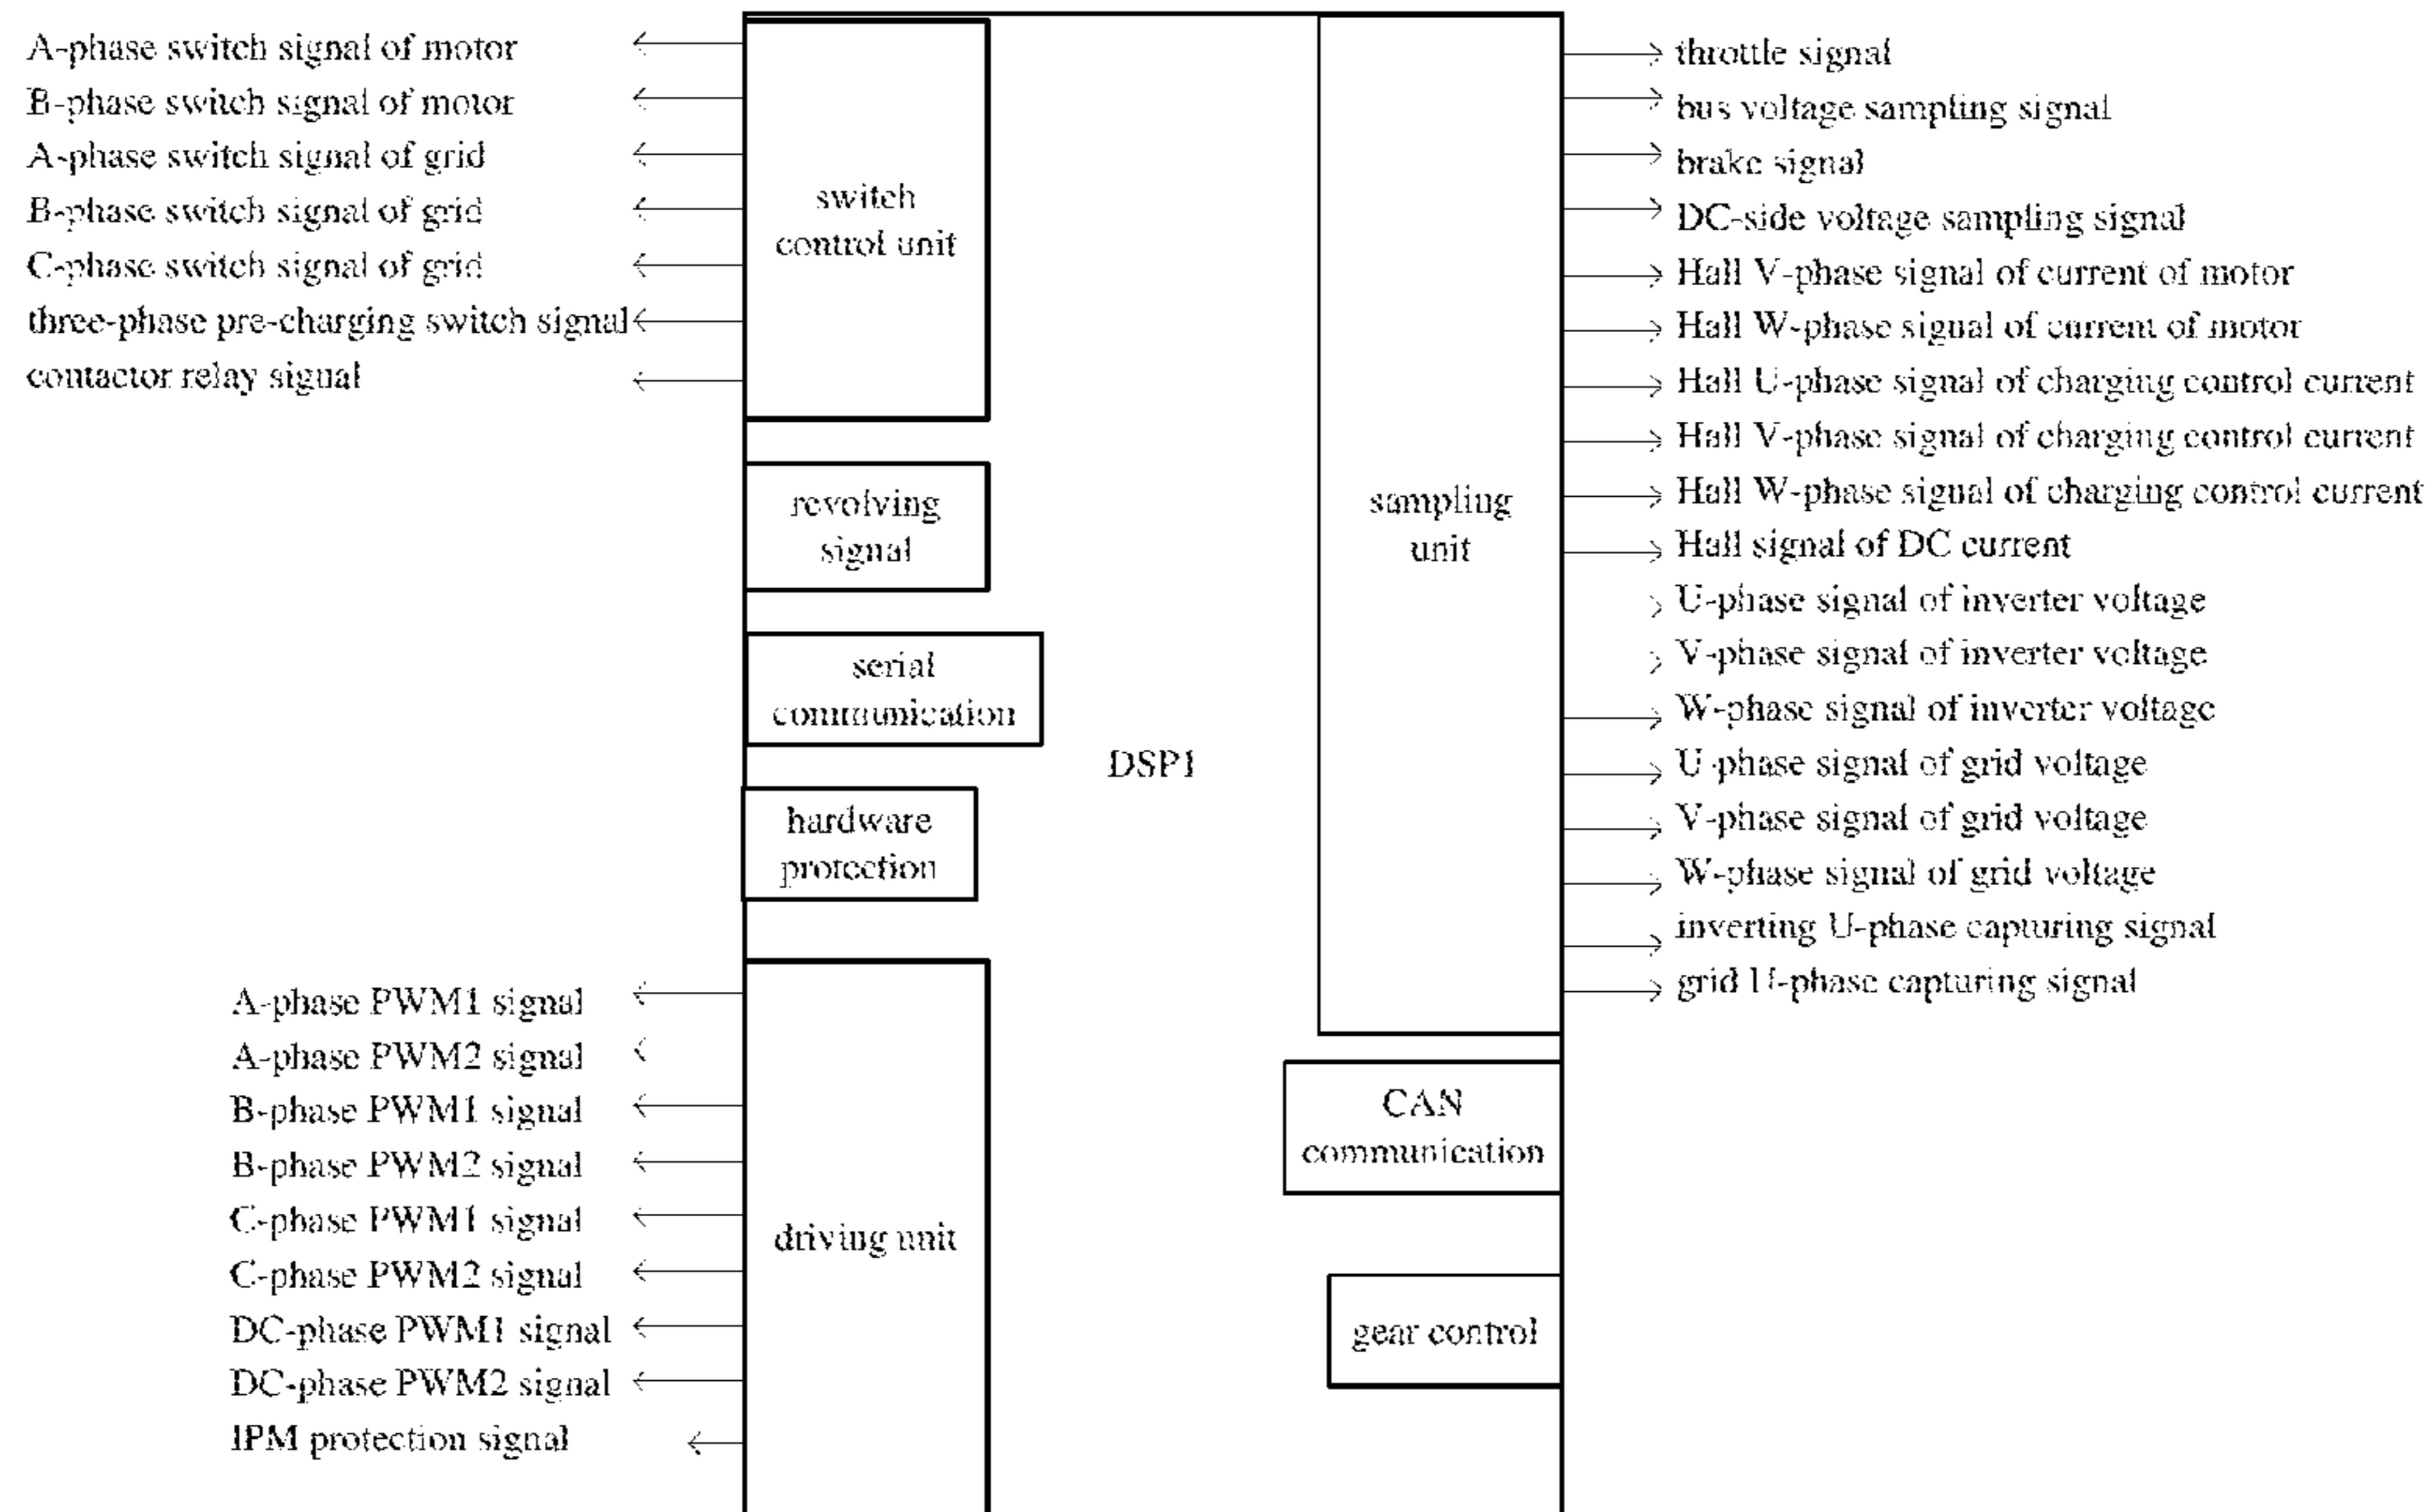 A-phase switch signal of motor
B-phase switch signal of motor
A-phase switch signal of grid
B-phase switch signal of grid
C-phase switch signal of grid
three-phase pre-charging switch signal
contactor relay signal
switch
control unit
revolving
signal
serial
communication
hardware
protection
DSP1
A-phase PWM1 signal
A-phase PWM2 signal
B-phase PWM1 signal
B-phase PWM2 signal
C-phase PWM1 signal
C-phase PWM2 signal
DC-phase PWM1 signal
DC-phase PWM2 signal
IPM protection signal
driving unit
sampling
unit
throttle signal
bus voltage sampling signal
brake signal
DC-side voltage sampling signal
Hall V-phase signal of current of motor
Hall W-phase signal of current of motor
Hall U-phase signal of charging control current
Hall V-phase signal of charging control current
Hall W-phase signal of charging control current
Hall signal of DC current
U-phase signal of inverter voltage
V-phase signal of inverter voltage
W-phase signal of inverter voltage
U-phase signal of grid voltage
V-phase signal of grid voltage
W-phase signal of grid voltage
inverting U-phase capturing signal
grid U-phase capturing signal
CAN
communication
gear control